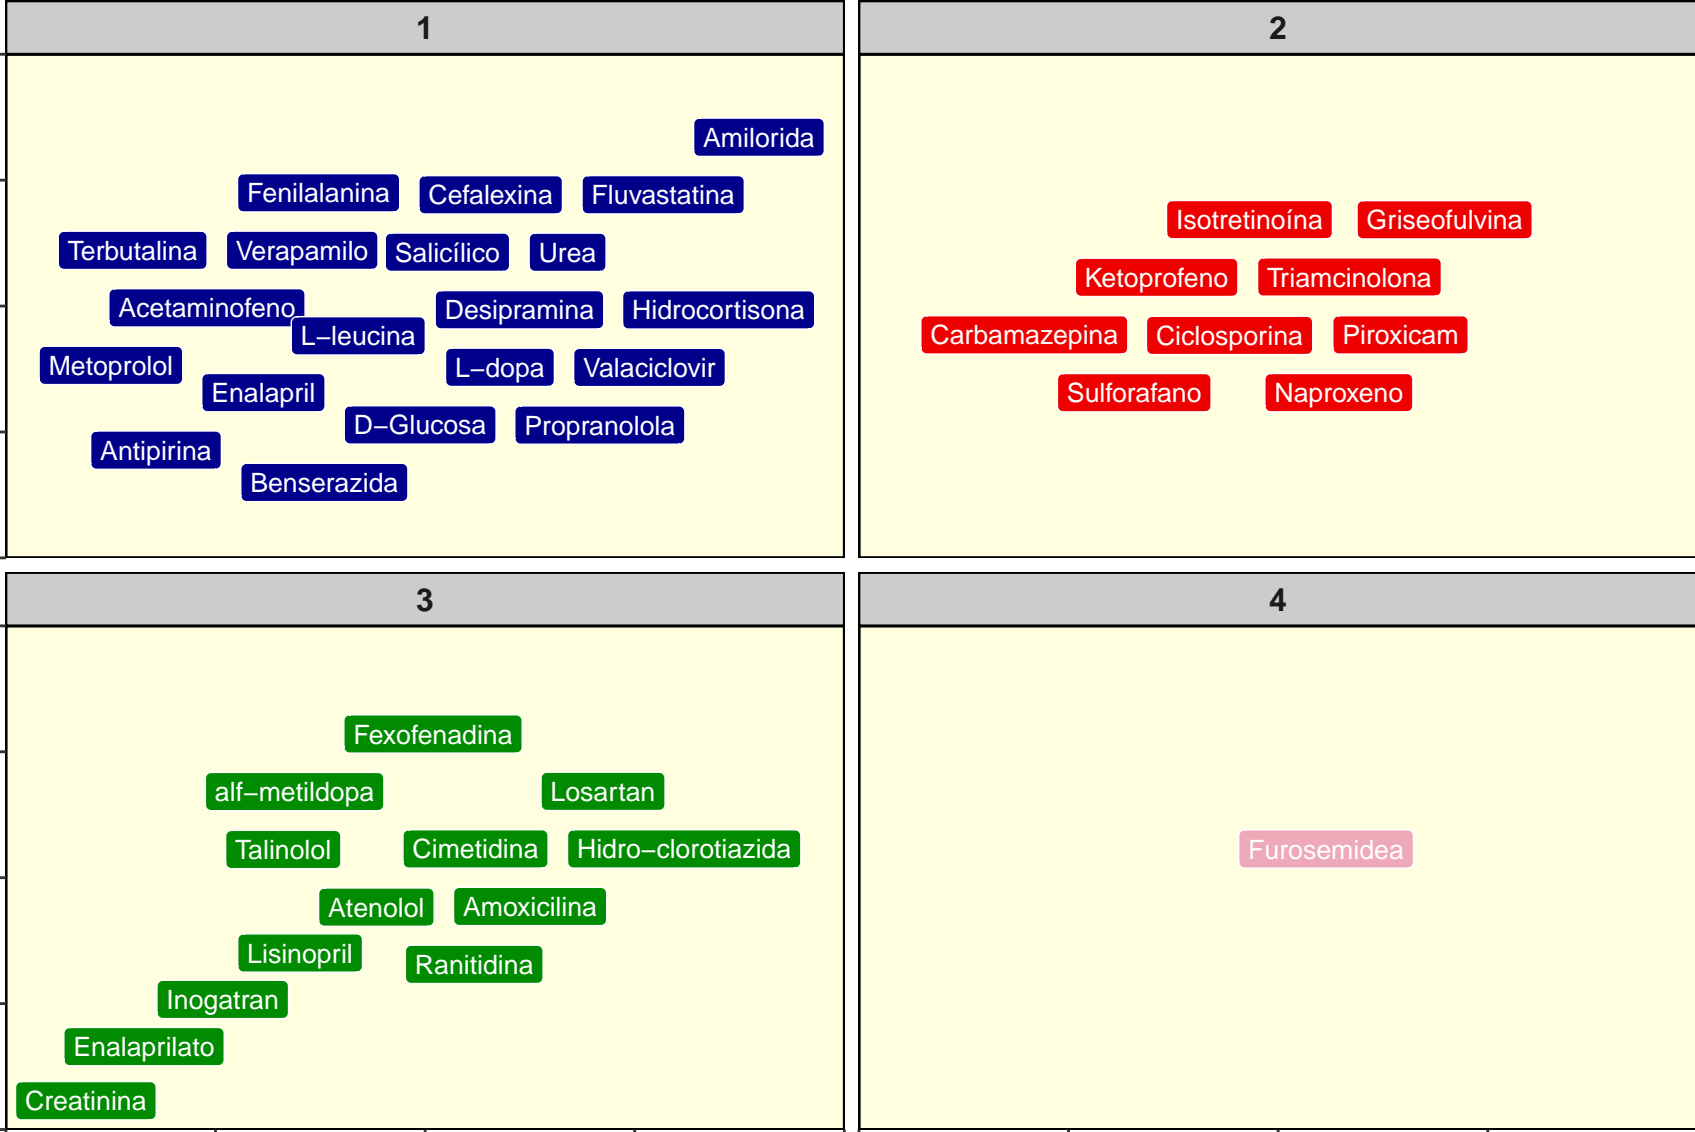 1
Amilorida
Fenilalanina Cefalexina Fluvastatina
Terbutalina Verapamilo Salicílico Urea
Acetaminofeno Desipramina Hidrocortisona
L−leucina
Metoprolol L−dopa Valaciclovir
Enalapril
D−Glucosa Propranolola
Antipirina
Benserazida
2
Isotretinoína Griseofulvina
Ketoprofeno Triamcinolona
Carbamazepina Ciclosporina Piroxicam
Sulforafano Naproxeno
3
Fexofenadina
alf−metildopa Losartan
Talinolol Cimetidina Hidro−clorotiazida
Atenolol Amoxicilina
Lisinopril Ranitidina
Inogatran
Enalaprilato
Creatinina
4
Furosemidea